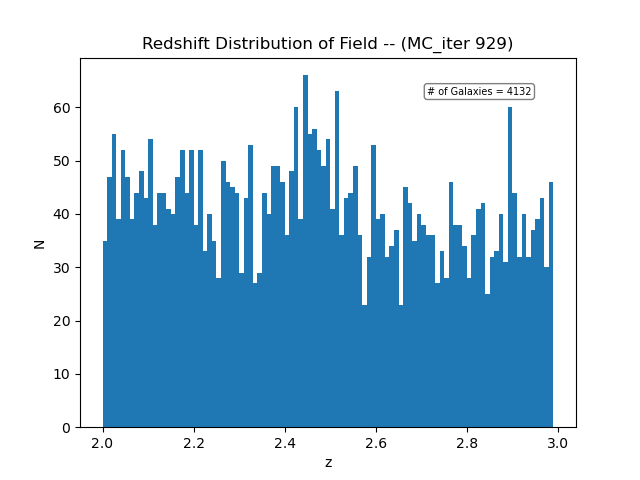 Redshift Distribution of Field -- (MC_iter 929)
# of Galaxies = 4132
60
50
40
30
20
10
0
N
2.0 2.2 2.4 2.6 2.8 3.0
z